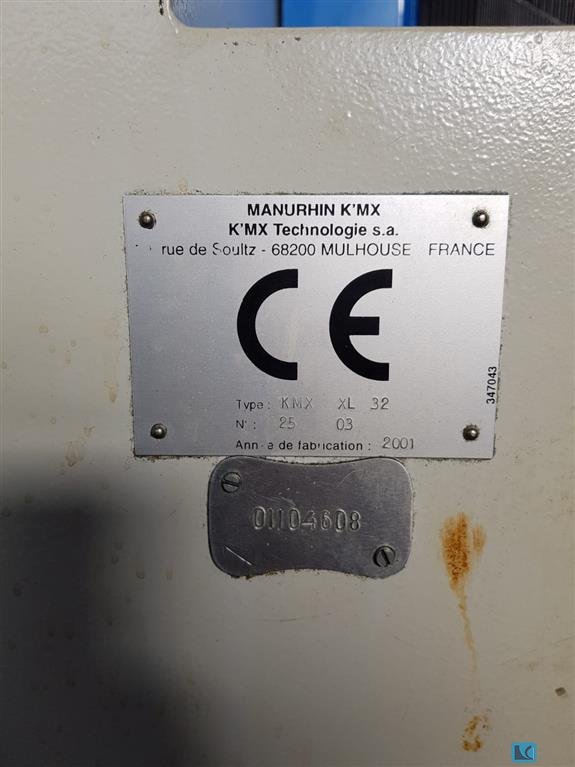 MANURHIN K'MX
K'MX Technologie s.a.
rue de Soultz - 68200 MULHOUSE FRANCE
CE
347043
Type : KMX XL 32
N° : 25 03
Année de fabrication : 2001
01104608